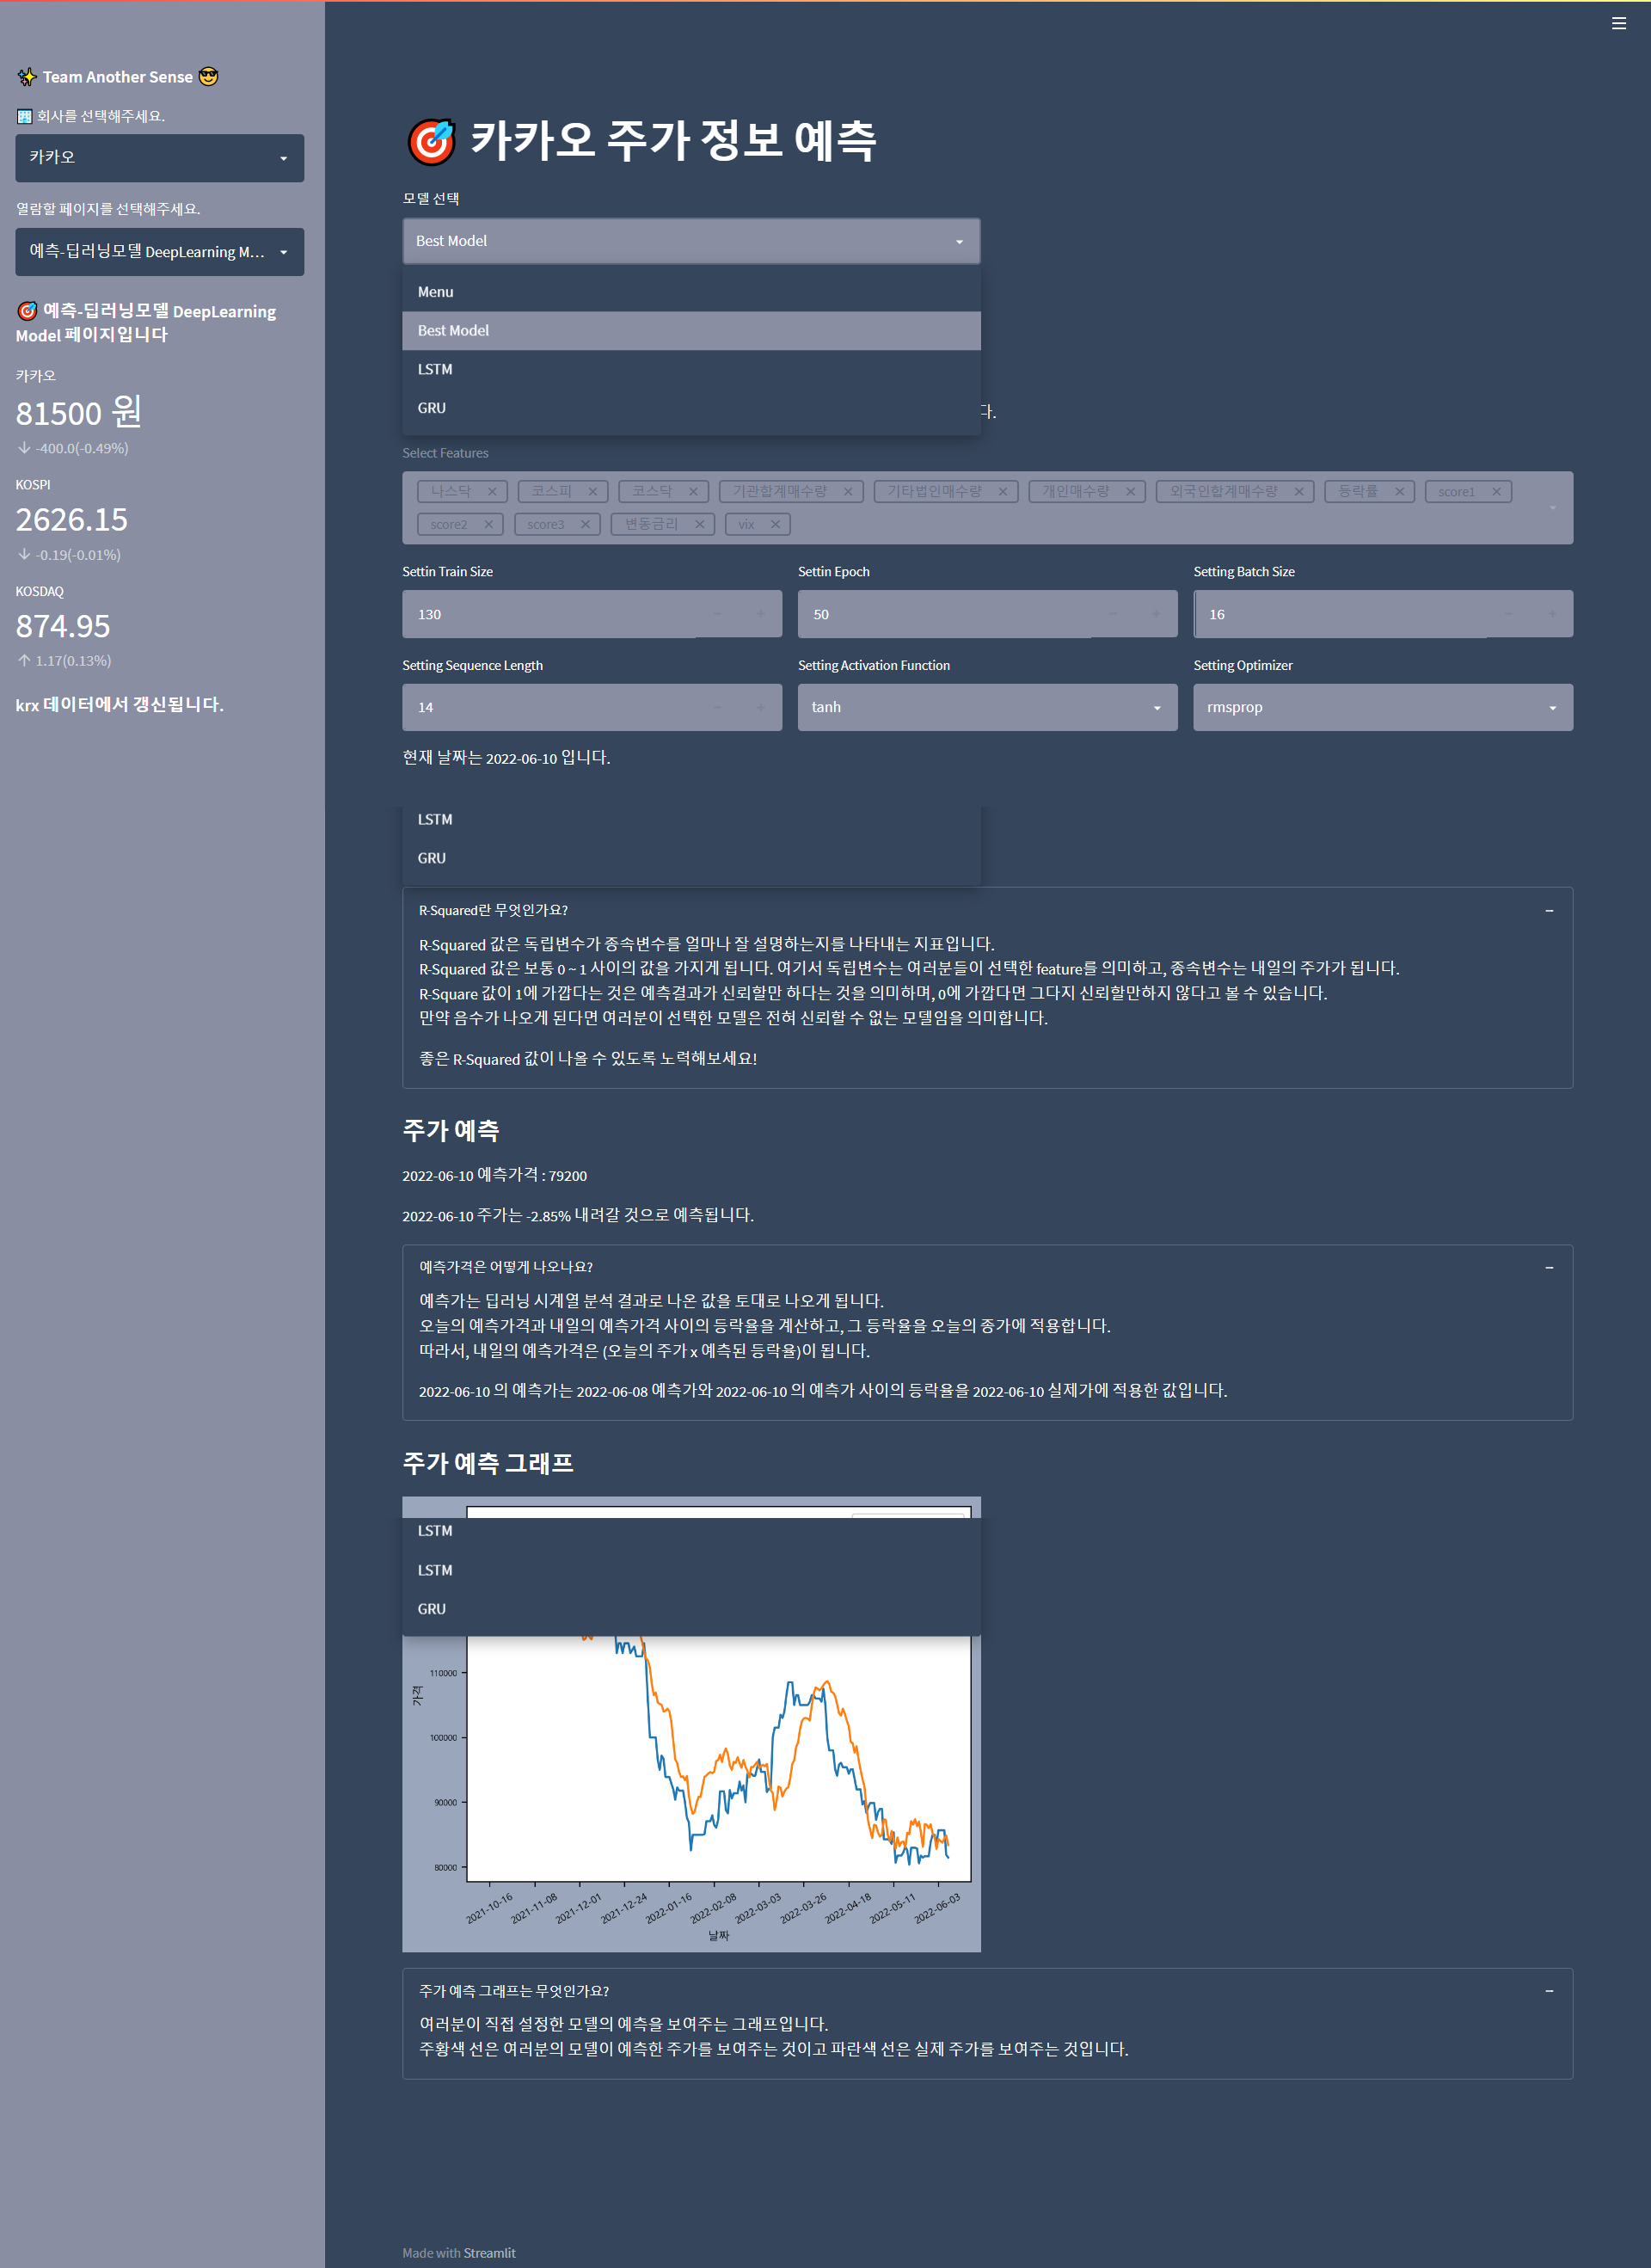 Team Another Sense
회사를 선택해주세요.
카카오
열람할 페이지를 선택해주세요.
예측-딥러닝모델 DeepLearning M...
예측-딥러닝모델 DeepLearning
Model 페이지입니다
카카오
81500 원
-400.0(-0.49%)
KOSPI
2626.15
-0.19(-0.01%)
KOSDAQ
874.95
1.17(0.13%)
krx 데이터에서 갱신됩니다.
카카오 주가 정보 예측
모델 선택
Best Model
Menu
Best Model
LSTM
GRU
다.
Select Features
나스닥 코스피 코스닥 기관합계매수량 기타법인매수량 개인매수량 외국인합계매수량 등락률 score1
score2 score3 변동금리 vix
Settin Train Size
130
Settin Epoch
50
Setting Batch Size
16
Setting Sequence Length
14
Setting Activation Function
tanh
Setting Optimizer
rmsprop
현재 날짜는 2022-06-10 입니다.
LSTM
GRU
R-Squared란 무엇인가요?
R-Squared 값은 독립변수가 종속변수를 얼마나 잘 설명하는지를 나타내는 지표입니다.
R-Squared 값은 보통 0 ~ 1 사이의 값을 가지게 됩니다. 여기서 독립변수는 여러분들이 선택한 feature를 의미하고, 종속변수는 내일의 주가가 됩니다.
R-Square 값이 1에 가깝다는 것은 예측결과가 신뢰할만 하다는 것을 의미하며, 0에 가깝다면 그다지 신뢰할만하지 않다고 볼 수 있습니다.
만약 음수가 나오게 된다면 여러분이 선택한 모델은 전혀 신뢰할 수 없는 모델임을 의미합니다.
좋은 R-Squared 값이 나올 수 있도록 노력해보세요!
주가 예측
2022-06-10 예측가격 : 79200
2022-06-10 주가는 -2.85% 내려갈 것으로 예측됩니다.
예측가격은 어떻게 나오나요?
예측가는 딥러닝 시계열 분석 결과로 나온 값을 토대로 나오게 됩니다.
오늘의 예측가격과 내일의 예측가격 사이의 등락율을 계산하고, 그 등락율을 오늘의 종가에 적용합니다.
따라서, 내일의 예측가격은 (오늘의 주가 x 예측된 등락율)이 됩니다.
2022-06-10 의 예측가는 2022-06-08 예측가와 2022-06-10 의 예측가 사이의 등락율을 2022-06-10 실제가에 적용한 값입니다.
주가 예측 그래프
LSTM
LSTM
GRU
110000
가격
100000
90000
80000
2021-10-16 2021-11-08 2021-12-01 2021-12-24 2022-01-16 2022-02-08 2022-03-03 2022-03-26 2022-04-18 2022-05-11 2022-06-03
날짜
주가 예측 그래프는 무엇인가요?
여러분이 직접 설정한 모델의 예측을 보여주는 그래프입니다.
주황색 선은 여러분의 모델이 예측한 주가를 보여주는 것이고 파란색 선은 실제 주가를 보여주는 것입니다.
Made with Streamlit